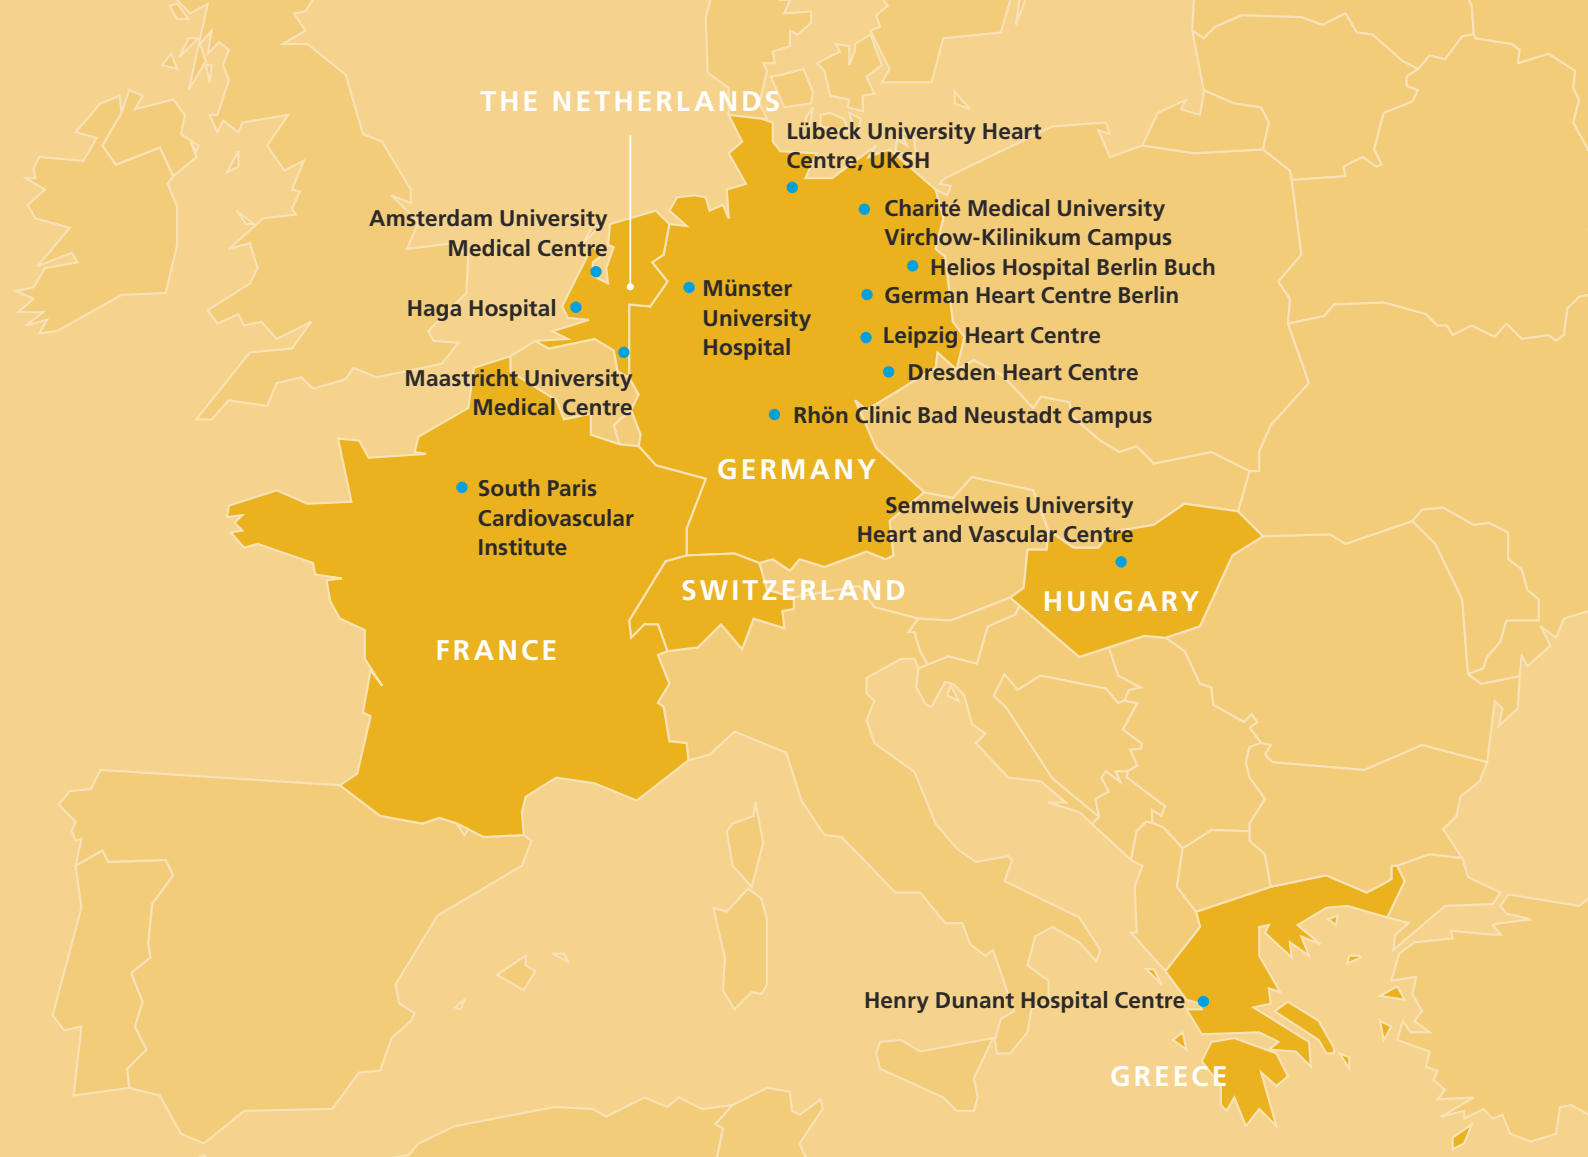 THE NETHERLANDS
Lübeck University Heart
Centre, UKSH
Amsterdam University
Medical Centre
Charité Medical University
Virchow-Kilinikum Campus
Helios Hospital Berlin Buch
Haga Hospital
Münster
University
Hospital
German Heart Centre Berlin
Leipzig Heart Centre
Maastricht University
Medical Centre
Dresden Heart Centre
Rhön Clinic Bad Neustadt Campus
GERMANY
South Paris
Cardiovascular
Institute
Semmelweis University
Heart and Vascular Centre
SWITZERLAND
HUNGARY
FRANCE
Henry Dunant Hospital Centre
GREECE